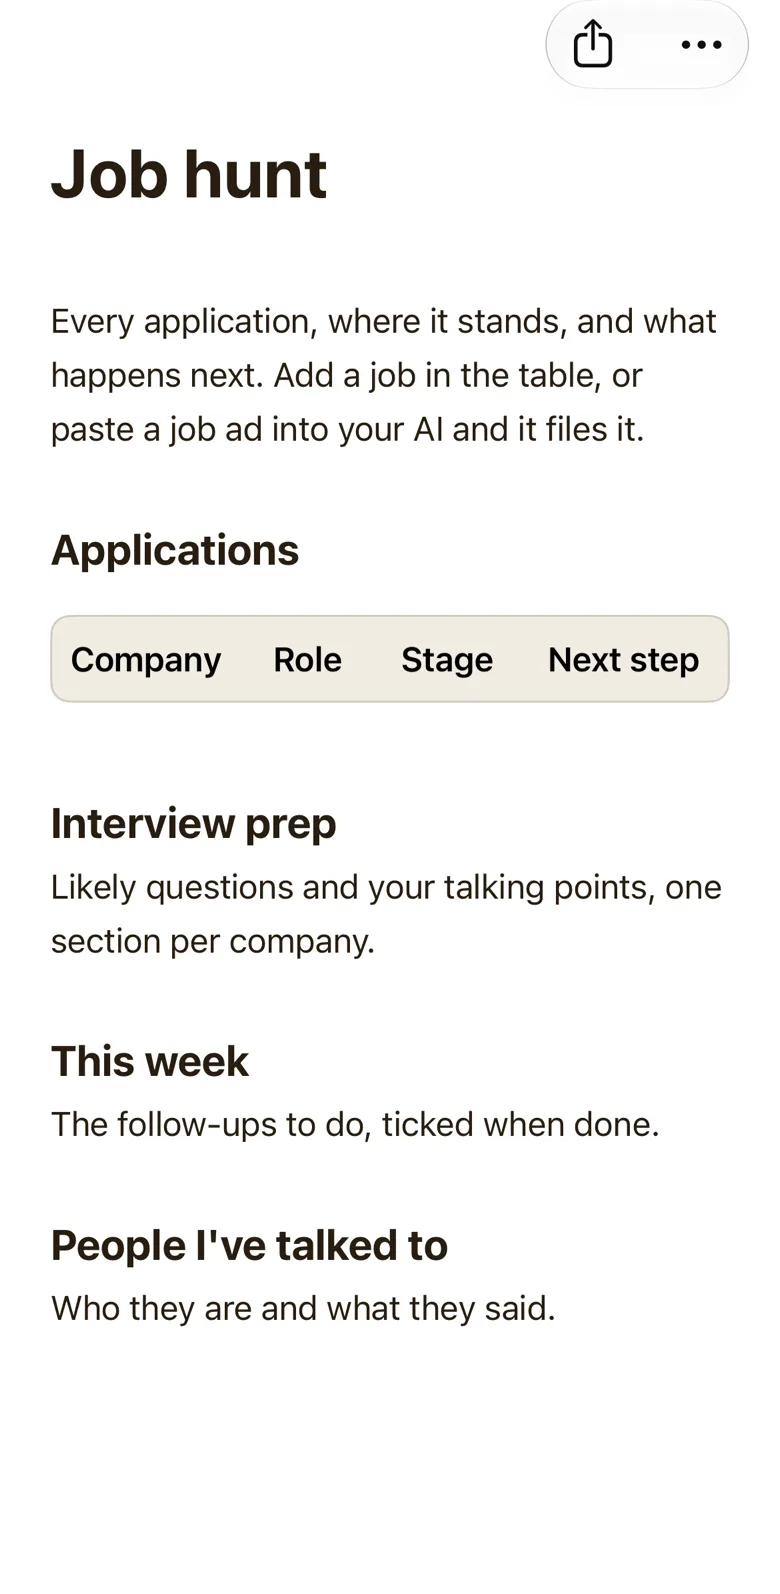 Job hunt
Every application, where it stands, and what
happens next. Add a job in the table, or
paste a job ad into your AI and it files it.
Applications
Company Role Stage Next step
Interview prep
Likely questions and your talking points, one
section per company.
This week
The follow-ups to do, ticked when done.
People I've talked to
Who they are and what they said.